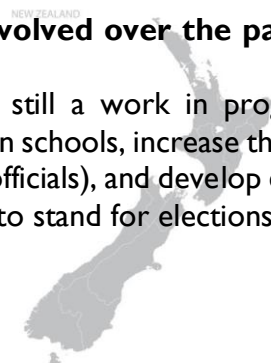 NEW ZEALAND
volved over the pa
still a work in prog
n schools, increase th
officials), and develop
to stand for elections